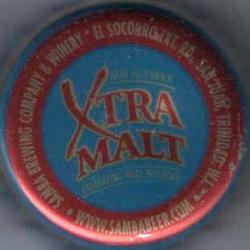 SAMBA BREWING COMPANY & WINERY • EL SOCORRO EXT. RD, SAN JUAN, TRINIDAD W.I.
XTRA
MALT
• WWW.SAMBABEER.COM •